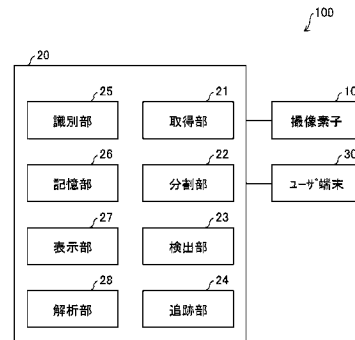 100
20
25
識別部
21
取得部
10
撮像素子
26
記憶部
22
分割部
30
ユーザ端末
27
表示部
23
検出部
28
解析部
24
追跡部